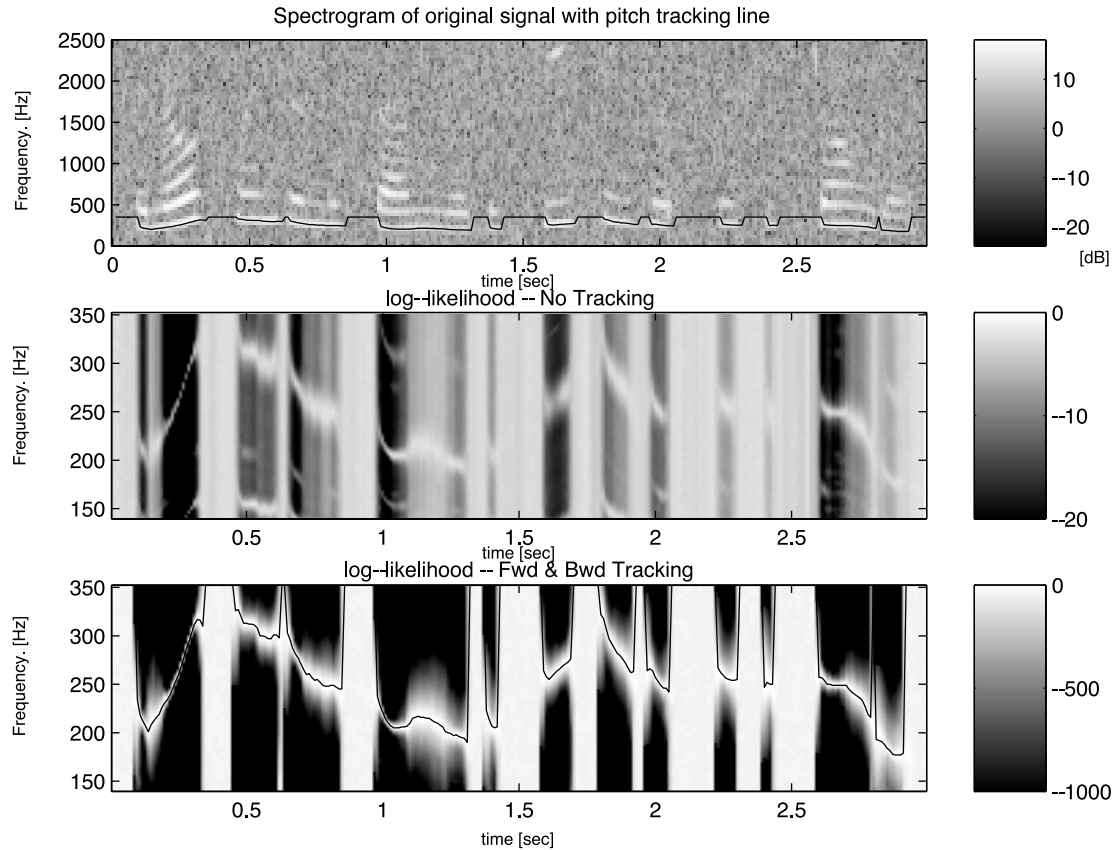 Spectrogram of original signal with pitch tracking line
2500
2000
1500
1000
500
0
Frequency. [Hz]
0 0.5 1 1.5 2 2.5
time [sec]
10
0
--10
--20
[dB]
log--likelihood -- No Tracking
350
300
250
200
150
Frequency. [Hz]
0.5 1 1.5 2 2.5
time [sec]
0
--10
--20
log--likelihood -- Fwd & Bwd Tracking
350
300
250
200
150
Frequency. [Hz]
0.5 1 1.5 2 2.5
time [sec]
0
--500
--1000